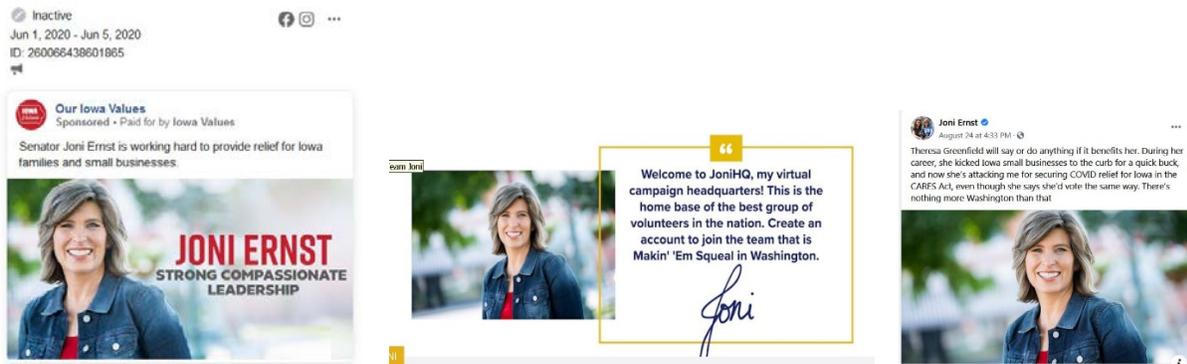 Inactive
Jun 1, 2020 - Jun 5, 2020
ID: 260066438601865
IOWA
Our Iowa Values
Sponsored • Paid for by Iowa Values
Senator Joni Ernst is working hard to provide relief for Iowa
families and small businesses.
JONI ERNST
STRONG COMPASSIONATE
LEADERSHIP
eam Joni
“
Welcome to JoniHQ, my virtual
campaign headquarters! This is the
home base of the best group of
volunteers in the nation. Create an
account to join the team that is
Makin' 'Em Squeal in Washington.
Joni
NI
Joni Ernst
August 24 at 4:33 PM ·
Theresa Greenfield will say or do anything if it benefits her. During her
career, she kicked Iowa small businesses to the curb for a quick buck,
and now she's attacking me for securing COVID relief for Iowa in the
CARES Act, even though she says she'd vote the same way. There's
nothing more Washington than that